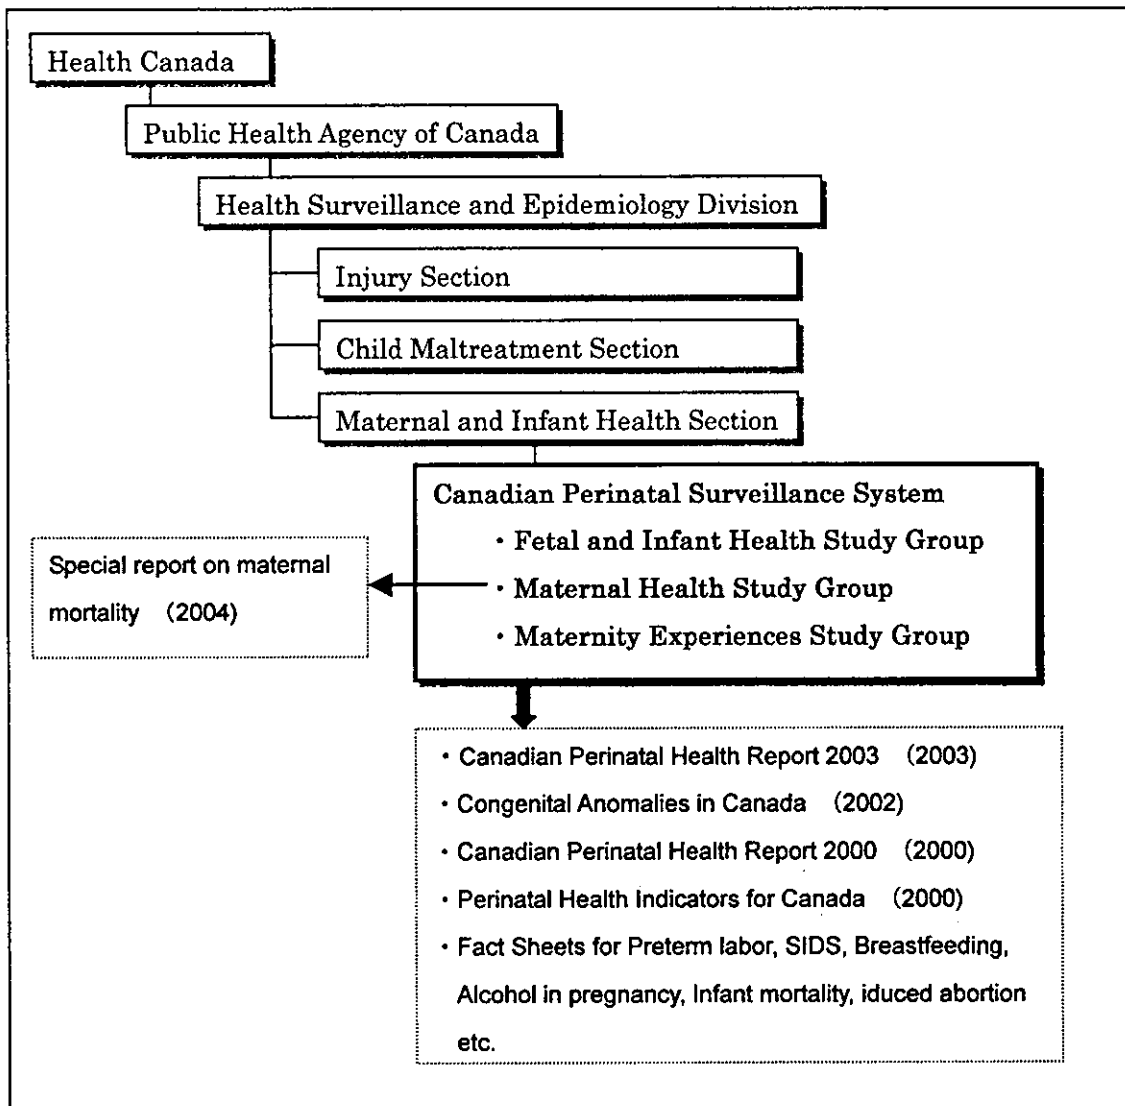 Health Canada
Public Health Agency of Canada
Health Surveillance and Epidemiology Division
Injury Section
Child Maltreatment Section
Maternal and Infant Health Section
Canadian Perinatal Surveillance System
・Fetal and Infant Health Study Group
・Maternal Health Study Group
・Maternity Experiences Study Group
Special report on maternal
mortality （2004）
・Canadian Perinatal Health Report 2003 （2003）
・Congenital Anomalies in Canada （2002）
・Canadian Perinatal Health Report 2000 （2000）
・Perinatal Health Indicators for Canada （2000）
・Fact Sheets for Preterm labor, SIDS, Breastfeeding,
Alcohol in pregnancy, Infant mortality, iduced abortion
etc.